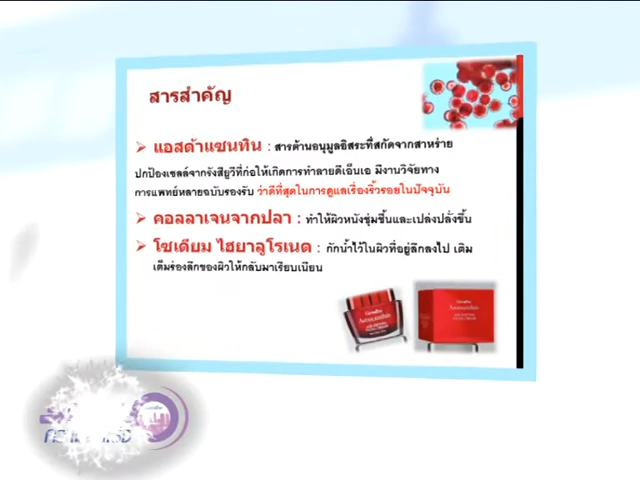 สารสำคัญ
แอสต้าแซนทิน : สารต้านอนุมูลอิสระที่สกัดจากสาหร่าย
ปกป้องเซลล์จากรังสียูวีที่ก่อให้เกิดการทำลายดีเอ็นเอ มีงานวิจัยทาง
การแพทย์หลายฉบับรองรับ ว่าดีที่สุดในการดูแลเรื่องริ้วรอยในปัจจุบัน
คอลลาเจนจากปลา : ทำให้ผิวหนังชุ่มชื้นและเปล่งปลั่งขึ้น
โซเดียม ไฮยาลูโรเนต : กักน้ำไว้ในผิวที่อยู่ลึกลงไป เติม
เต็มร่องลึกของผิวให้กลับมาเรียบเนียน